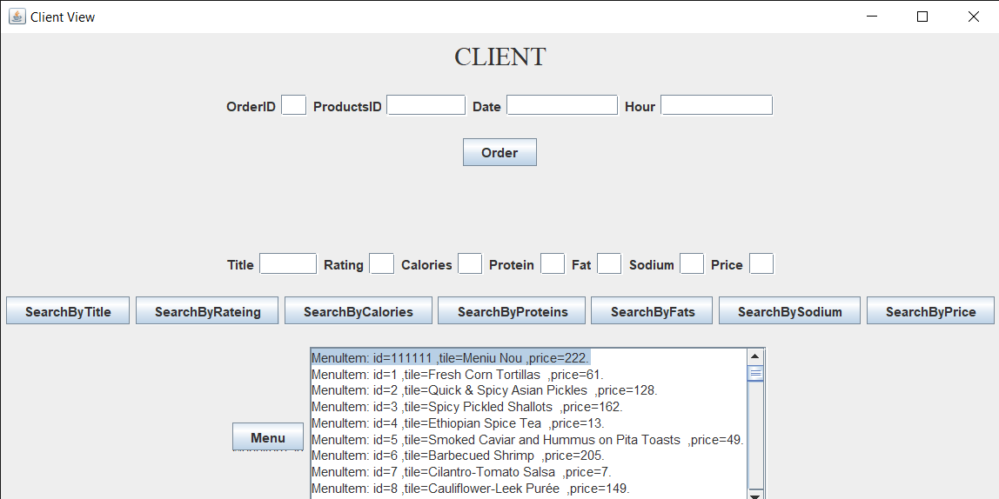 Client View
CLIENT
OrderID ProductsID Date Hour
Order
Title Rating Calories Protein Fat Sodium Price
SearchByTitle SearchByRateing SearchByCalories SearchByProteins SearchByFats SearchBySodium SearchByPrice
MenuItem: id=111111 ,tile=Meniu Nou ,price=222.
MenuItem: id=1 ,tile=Fresh Corn Tortillas  ,price=61.
MenuItem: id=2 ,tile=Quick & Spicy Asian Pickles  ,price=128.
MenuItem: id=3 ,tile=Spicy Pickled Shallots  ,price=162.
MenuItem: id=4 ,tile=Ethiopian Spice Tea  ,price=13.
MenuItem: id=5 ,tile=Smoked Caviar and Hummus on Pita Toasts  ,price=49.
Menu
MenuItem: id=6 ,tile=Barbecued Shrimp  ,price=205.
MenuItem: id=7 ,tile=Cilantro-Tomato Salsa  ,price=7.
MenuItem: id=8 ,tile=Cauliflower-Leek Purée  ,price=149.